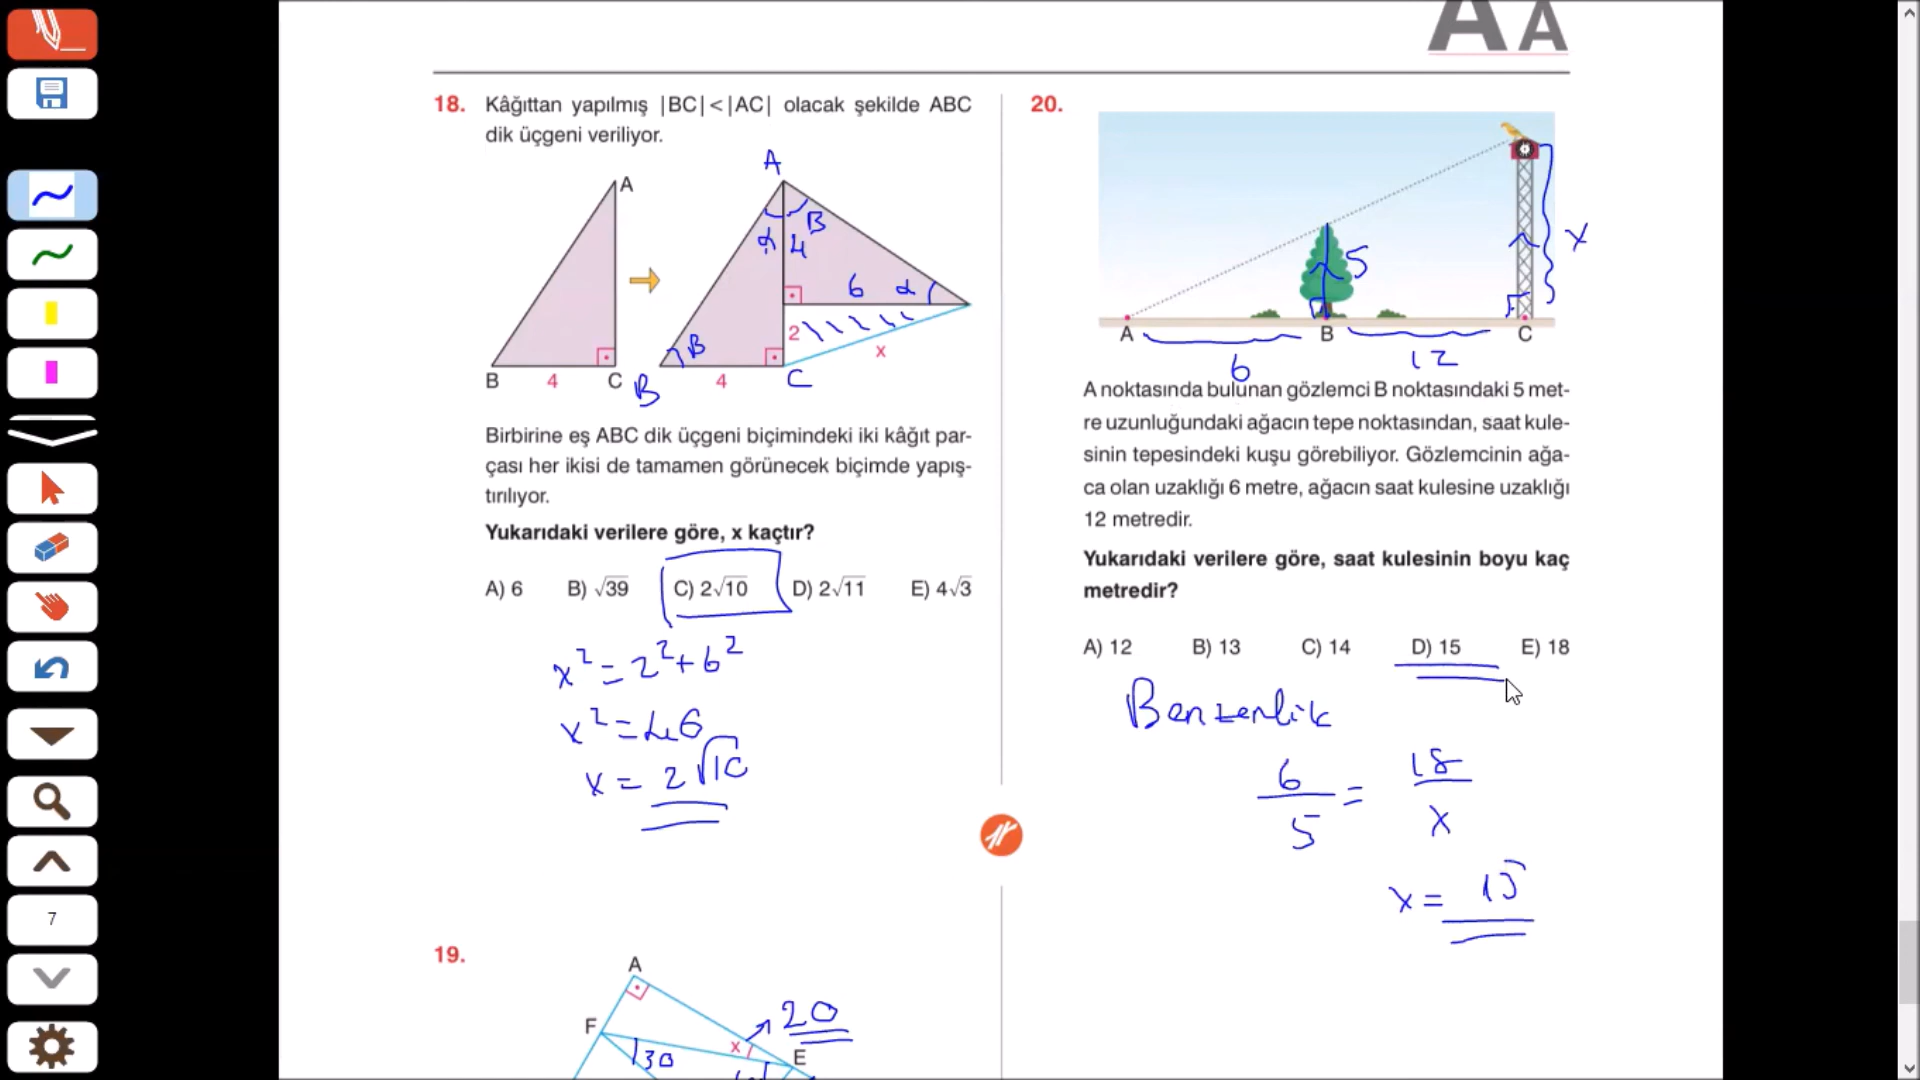 AA
18. Kâğıttan yapılmış |BC|<|AC| olacak şekilde ABC
dik üçgeni veriliyor.
A
B
4
C
A
α
B
4
6
α
2
x
B
B
4
C
Birbirine eş ABC dik üçgeni biçimindeki iki kâğıt par-
çası her ikisi de tamamen görünecek biçimde yapış-
tırılıyor.
Yukarıdaki verilere göre, x kaçtır?
A) 6 B) √39 C) 2√10 D) 2√11 E) 4√3
x² = 2² + 6²
x² =
x = 2√10
19.
A
F
30
x
20
E
20.
5
x
A
B
C
6
12
A noktasında bulunan gözlemci B noktasındaki 5 met-
re uzunluğundaki ağacın tepe noktasından, saat kule-
sinin tepesindeki kuşu görebiliyor. Gözlemcinin ağa-
ca olan uzaklığı 6 metre, ağacın saat kulesine uzaklığı
12 metredir.
Yukarıdaki verilere göre, saat kulesinin boyu kaç
metredir?
A) 12 B) 13 C) 14 D) 15 E) 18
Benzerlik
6/5 = 18/x
x = 15
7